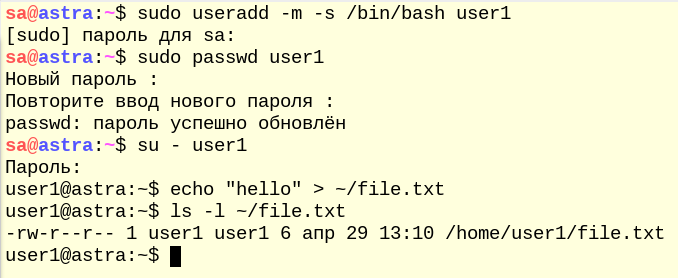 sa@astra:~$ sudo useradd -m -s /bin/bash user1
[sudo] пароль для sa:
sa@astra:~$ sudo passwd user1
Новый пароль :
Повторите ввод нового пароля :
passwd: пароль успешно обновлён
sa@astra:~$ su - user1
Пароль:
user1@astra:~$ echo "hello" > ~/file.txt
user1@astra:~$ ls -l ~/file.txt
-rw-r--r-- 1 user1 user1 6 апр 29 13:10 /home/user1/file.txt
user1@astra:~$